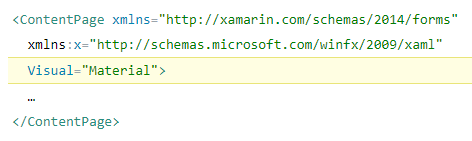 <ContentPage xmlns="http://xamarin.com/schemas/2014/forms"
xmlns:x="http://schemas.microsoft.com/winfx/2009/xaml"
Visual="Material">
…
</ContentPage>